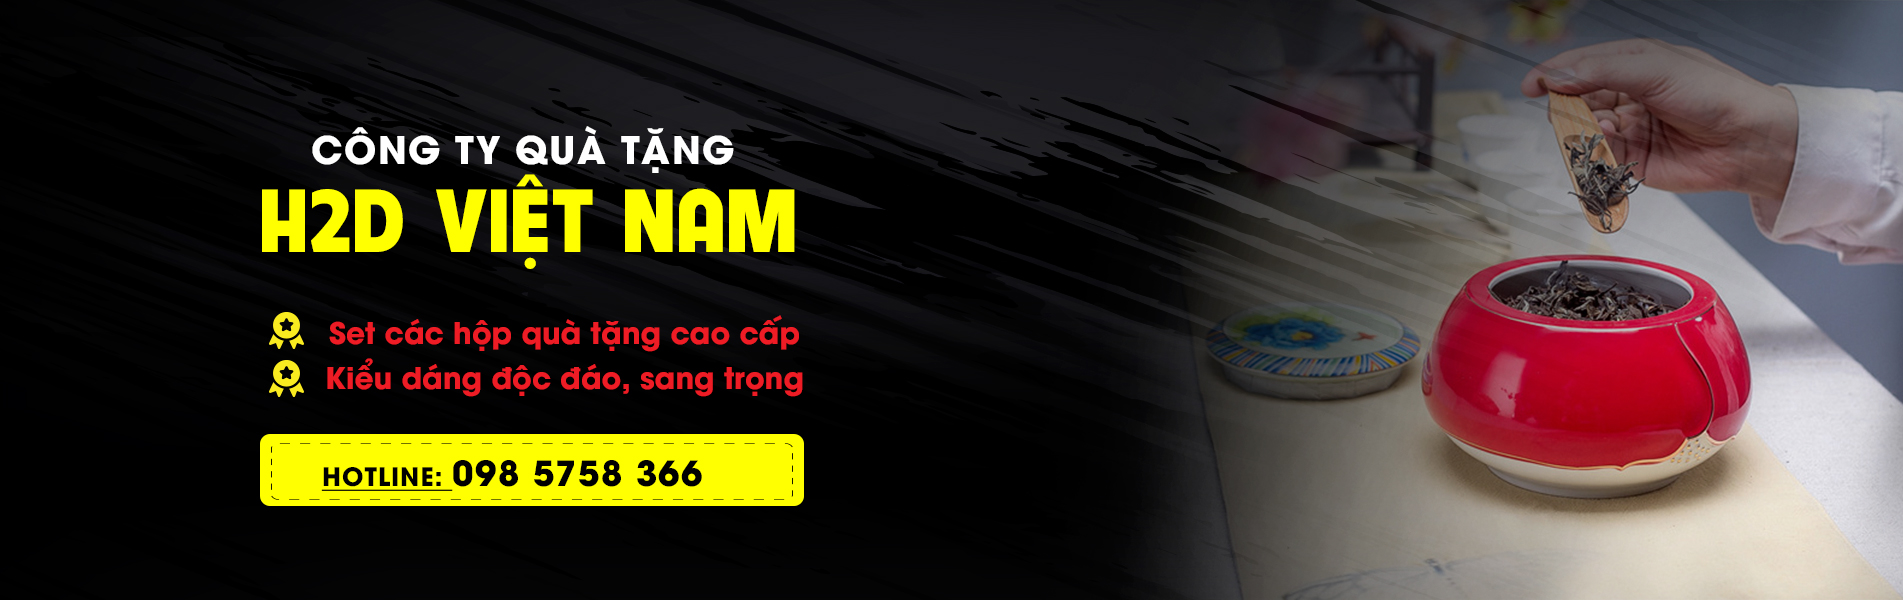 CÔNG TY QUÀ TẶNG
H2D VIỆT NAM
Set các hộp quà tặng cao cấp
Kiểu dáng độc đáo, sang trọng
HOTLINE: 098 5758 366